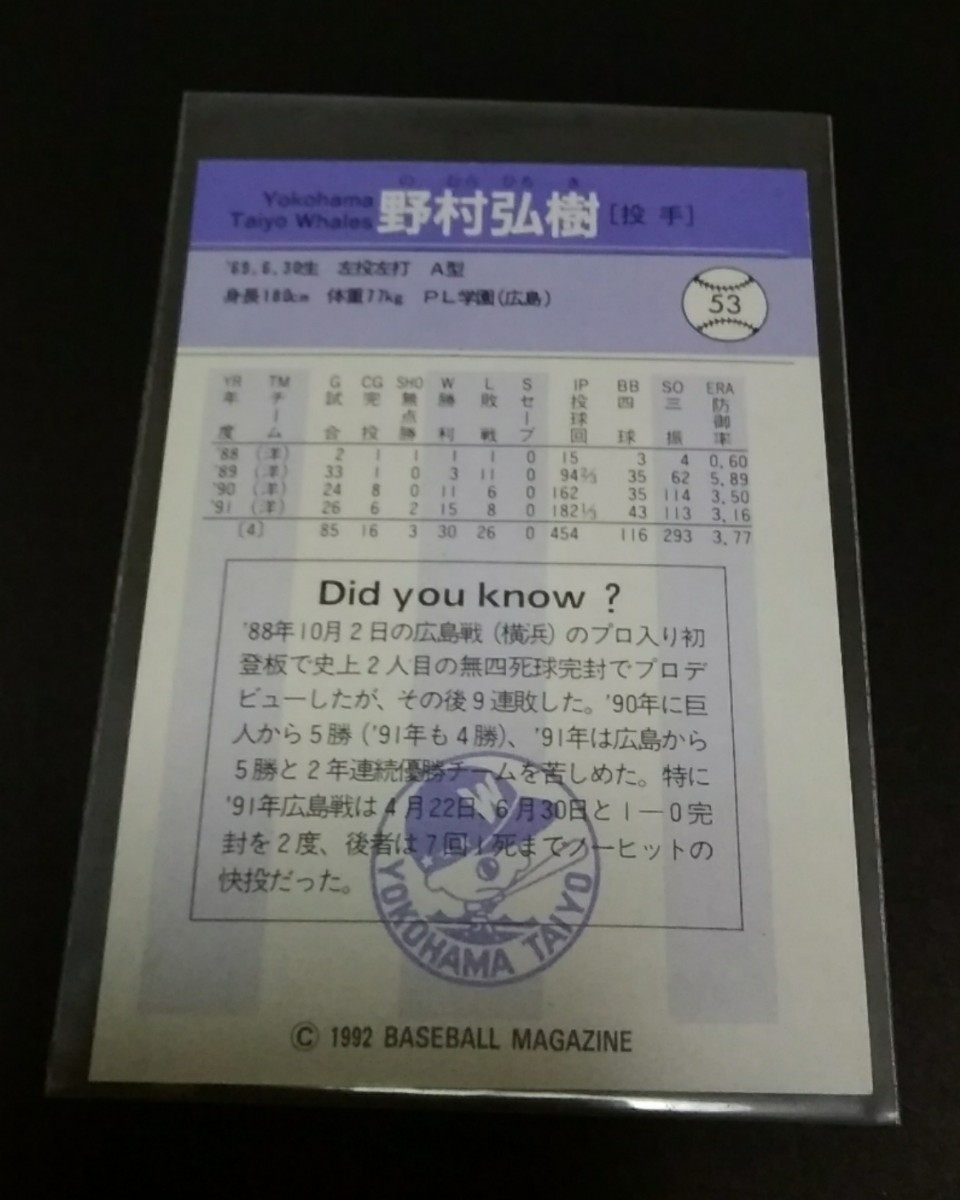 の むら ひろ き
Yokohama
Taiyo Whales 野村弘樹 [投手]
'69.6.30生 左投左打 A型
身長180cm 体重77kg PL学園(広島)
53
YR TM G CG SHO W L S IP BB SO ERA
年度 チーム 試合 完投 無点勝 勝利 敗戦 セーブ 投球回 四球 三振 防御率
'88 (洋) 2 1 1 1 1 0 15 3 4 0.60
'89 (洋) 33 1 0 3 11 0 94⅔ 35 62 5.89
'90 (洋) 24 8 0 11 6 0 162 35 114 3.50
'91 (洋) 26 6 2 15 8 0 182⅓ 43 113 3.16
(4) 85 16 3 30 26 0 454 116 293 3.77
Did you know ?
'88年10月2日の広島戦(横浜)のプロ入り初
登板で史上2人目の無四死球完封でプロデ
ビューしたが、その後9連敗した。'90年に巨
人から5勝('91年も4勝)、'91年は広島から
5勝と2年連続優勝チームを苦しめた。特に
'91年広島戦は4月22日、6月30日と1－0完
封を2度、後者は7回1死までノーヒットの
快投だった。
W
YOKOHAMA TAIYO
© 1992 BASEBALL MAGAZINE